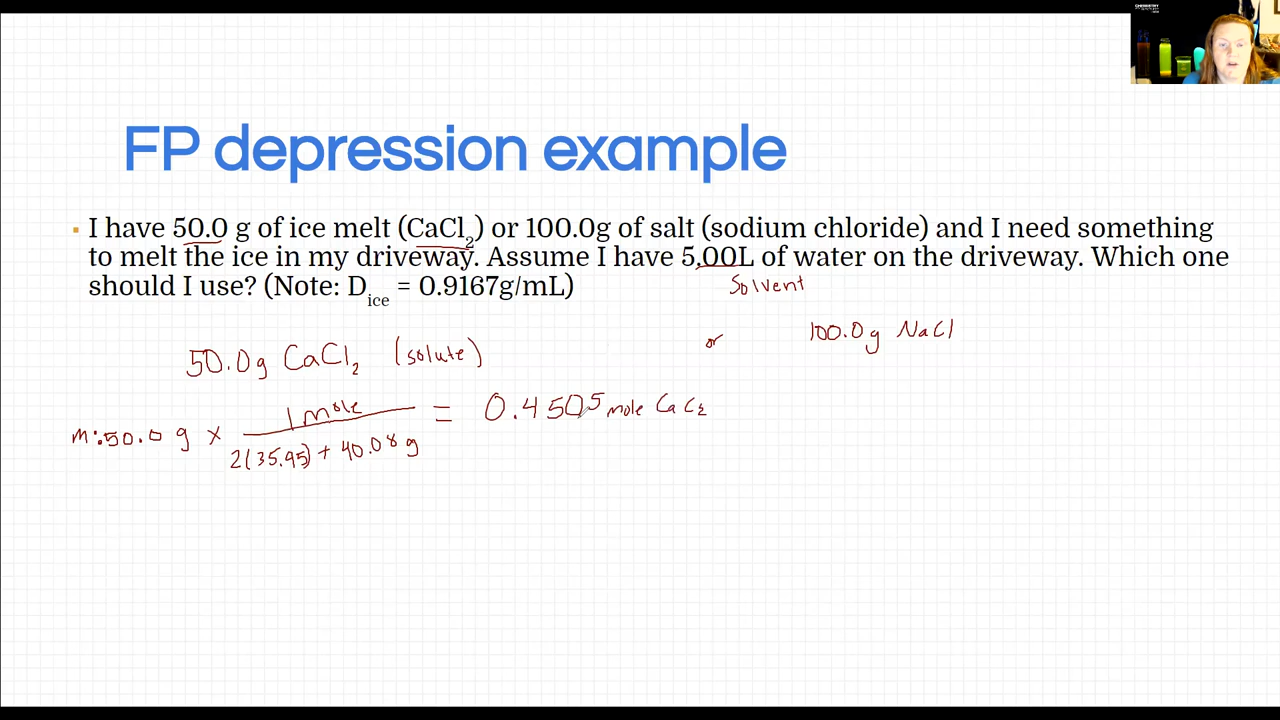 CHEMISTRY
FP depression example
▪ I have 50.0 g of ice melt (CaCl₂) or 100.0g of salt (sodium chloride) and I need something
to melt the ice in my driveway. Assume I have 5.00L of water on the driveway. Which one
should I use? (Note: D_ice = 0.9167g/mL)
Solvent
50.0g CaCl₂ (solute)
or
100.0g NaCl
m: 50.0 g x 1 mole / 2(35.45) + 40.08 g = 0.4505 mole CaCl₂